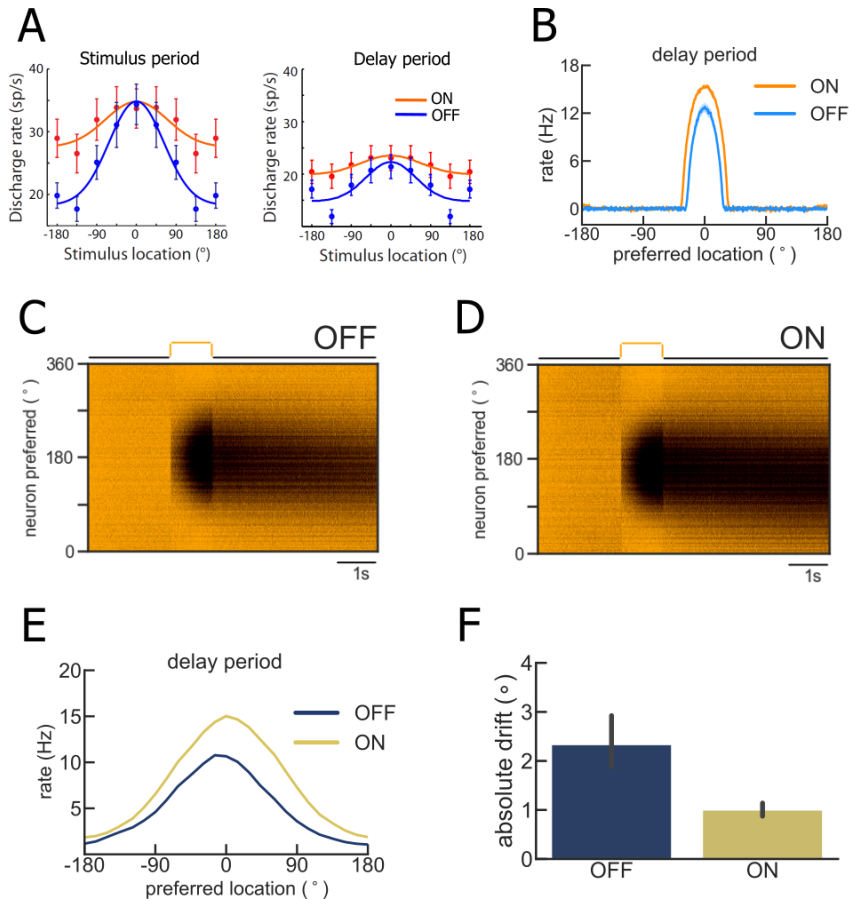 A
Stimulus period
Delay period
Discharge rate (sp/s)
40
30
20
-180
-90
0
90
180
Stimulus location (°)
Discharge rate (sp/s)
40
30
20
-180
-90
0
90
180
Stimulus location (°)
ON
OFF
B
delay period
rate (Hz)
18
12
6
0
-180
-90
0
90
180
preferred location ( ° )
ON
OFF
C
OFF
neuron preferred ( ° )
360
180
0
1s
D
ON
neuron preferred ( ° )
360
180
0
1s
E
delay period
rate (Hz)
20
15
10
5
-180
-90
0
90
180
preferred location ( ° )
OFF
ON
F
absolute drift (°)
4
3
2
1
0
OFF
ON